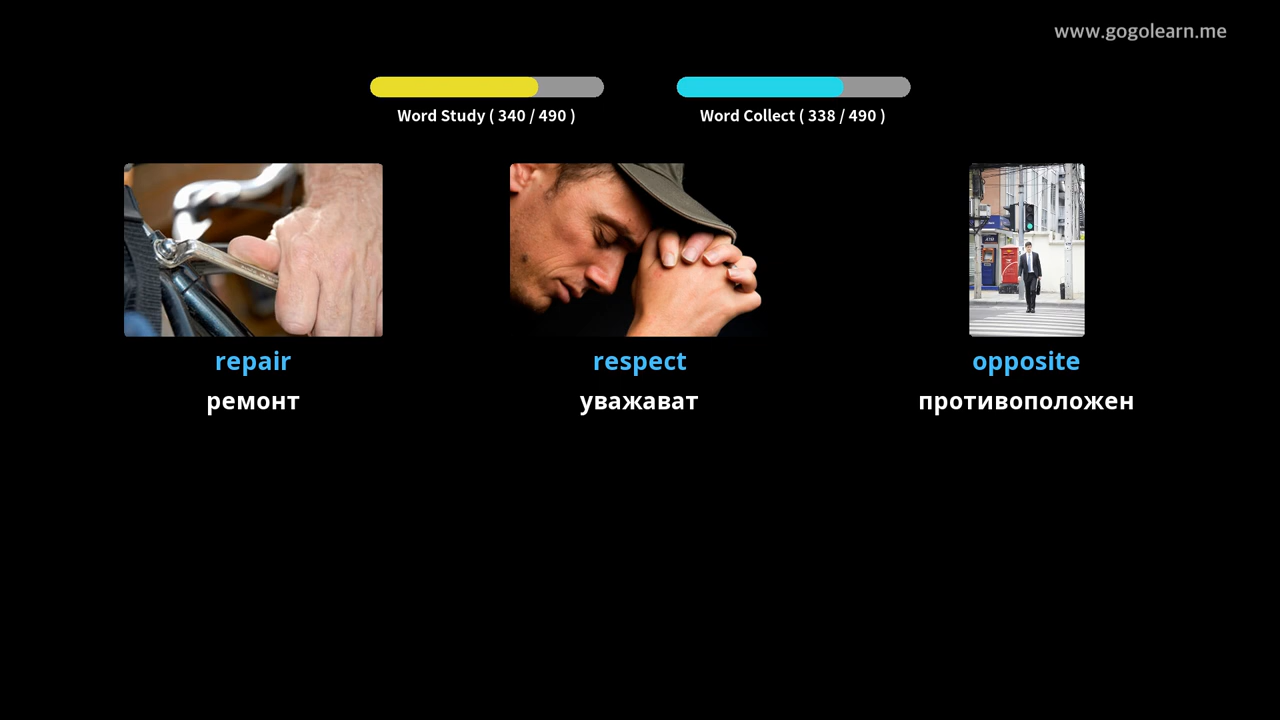 www.gogolearn.me
Word Study ( 340 / 490 )
Word Collect ( 338 / 490 )
repair
respect
opposite
ремонт
уважават
противоположен